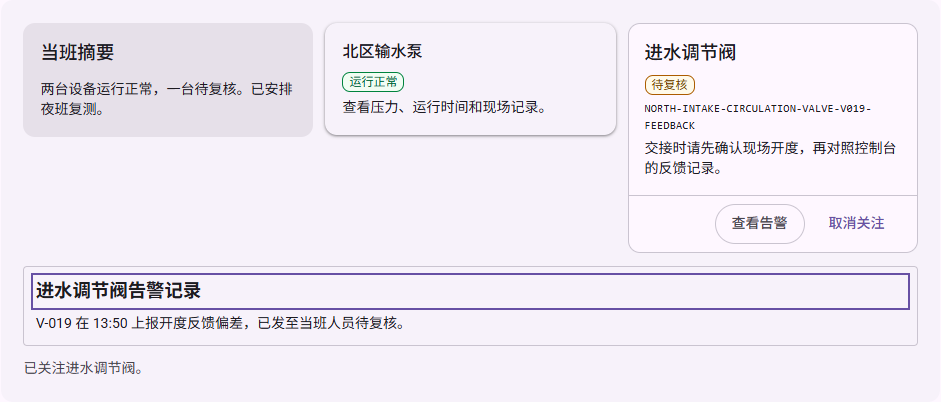 当班摘要
两台设备运行正常，一台待复核。已安排
夜班复测。
北区输水泵
运行正常
查看压力、运行时间和现场记录。
进水调节阀
待复核
NORTH-INTAKE-CIRCULATION-VALVE-V019-
FEEDBACK
交接时请先确认现场开度，再对照控制台
的反馈记录。
查看告警
取消关注
进水调节阀告警记录
V-019 在 13:50 上报开度反馈偏差，已发至当班人员待复核。
已关注进水调节阀。